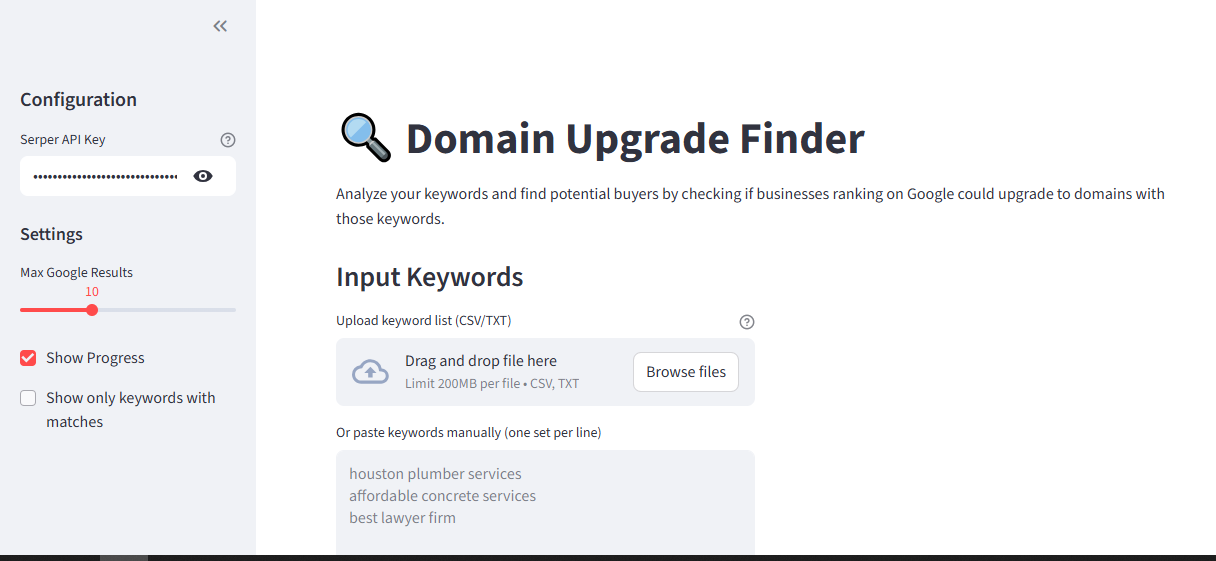 Configuration
Serper API Key
Settings
Max Google Results
10
Show Progress
Show only keywords with
matches
Domain Upgrade Finder
Analyze your keywords and find potential buyers by checking if businesses ranking on Google could upgrade to domains with
those keywords.
Input Keywords
Upload keyword list (CSV/TXT)
Drag and drop file here
Limit 200MB per file • CSV, TXT
Browse files
Or paste keywords manually (one set per line)
houston plumber services
affordable concrete services
best lawyer firm